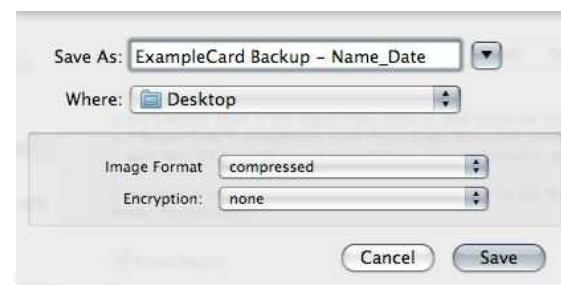 Save As: ExampleCard Backup – Name_Date
Where: Desktop
Image Format compressed
Encryption: none
Cancel Save